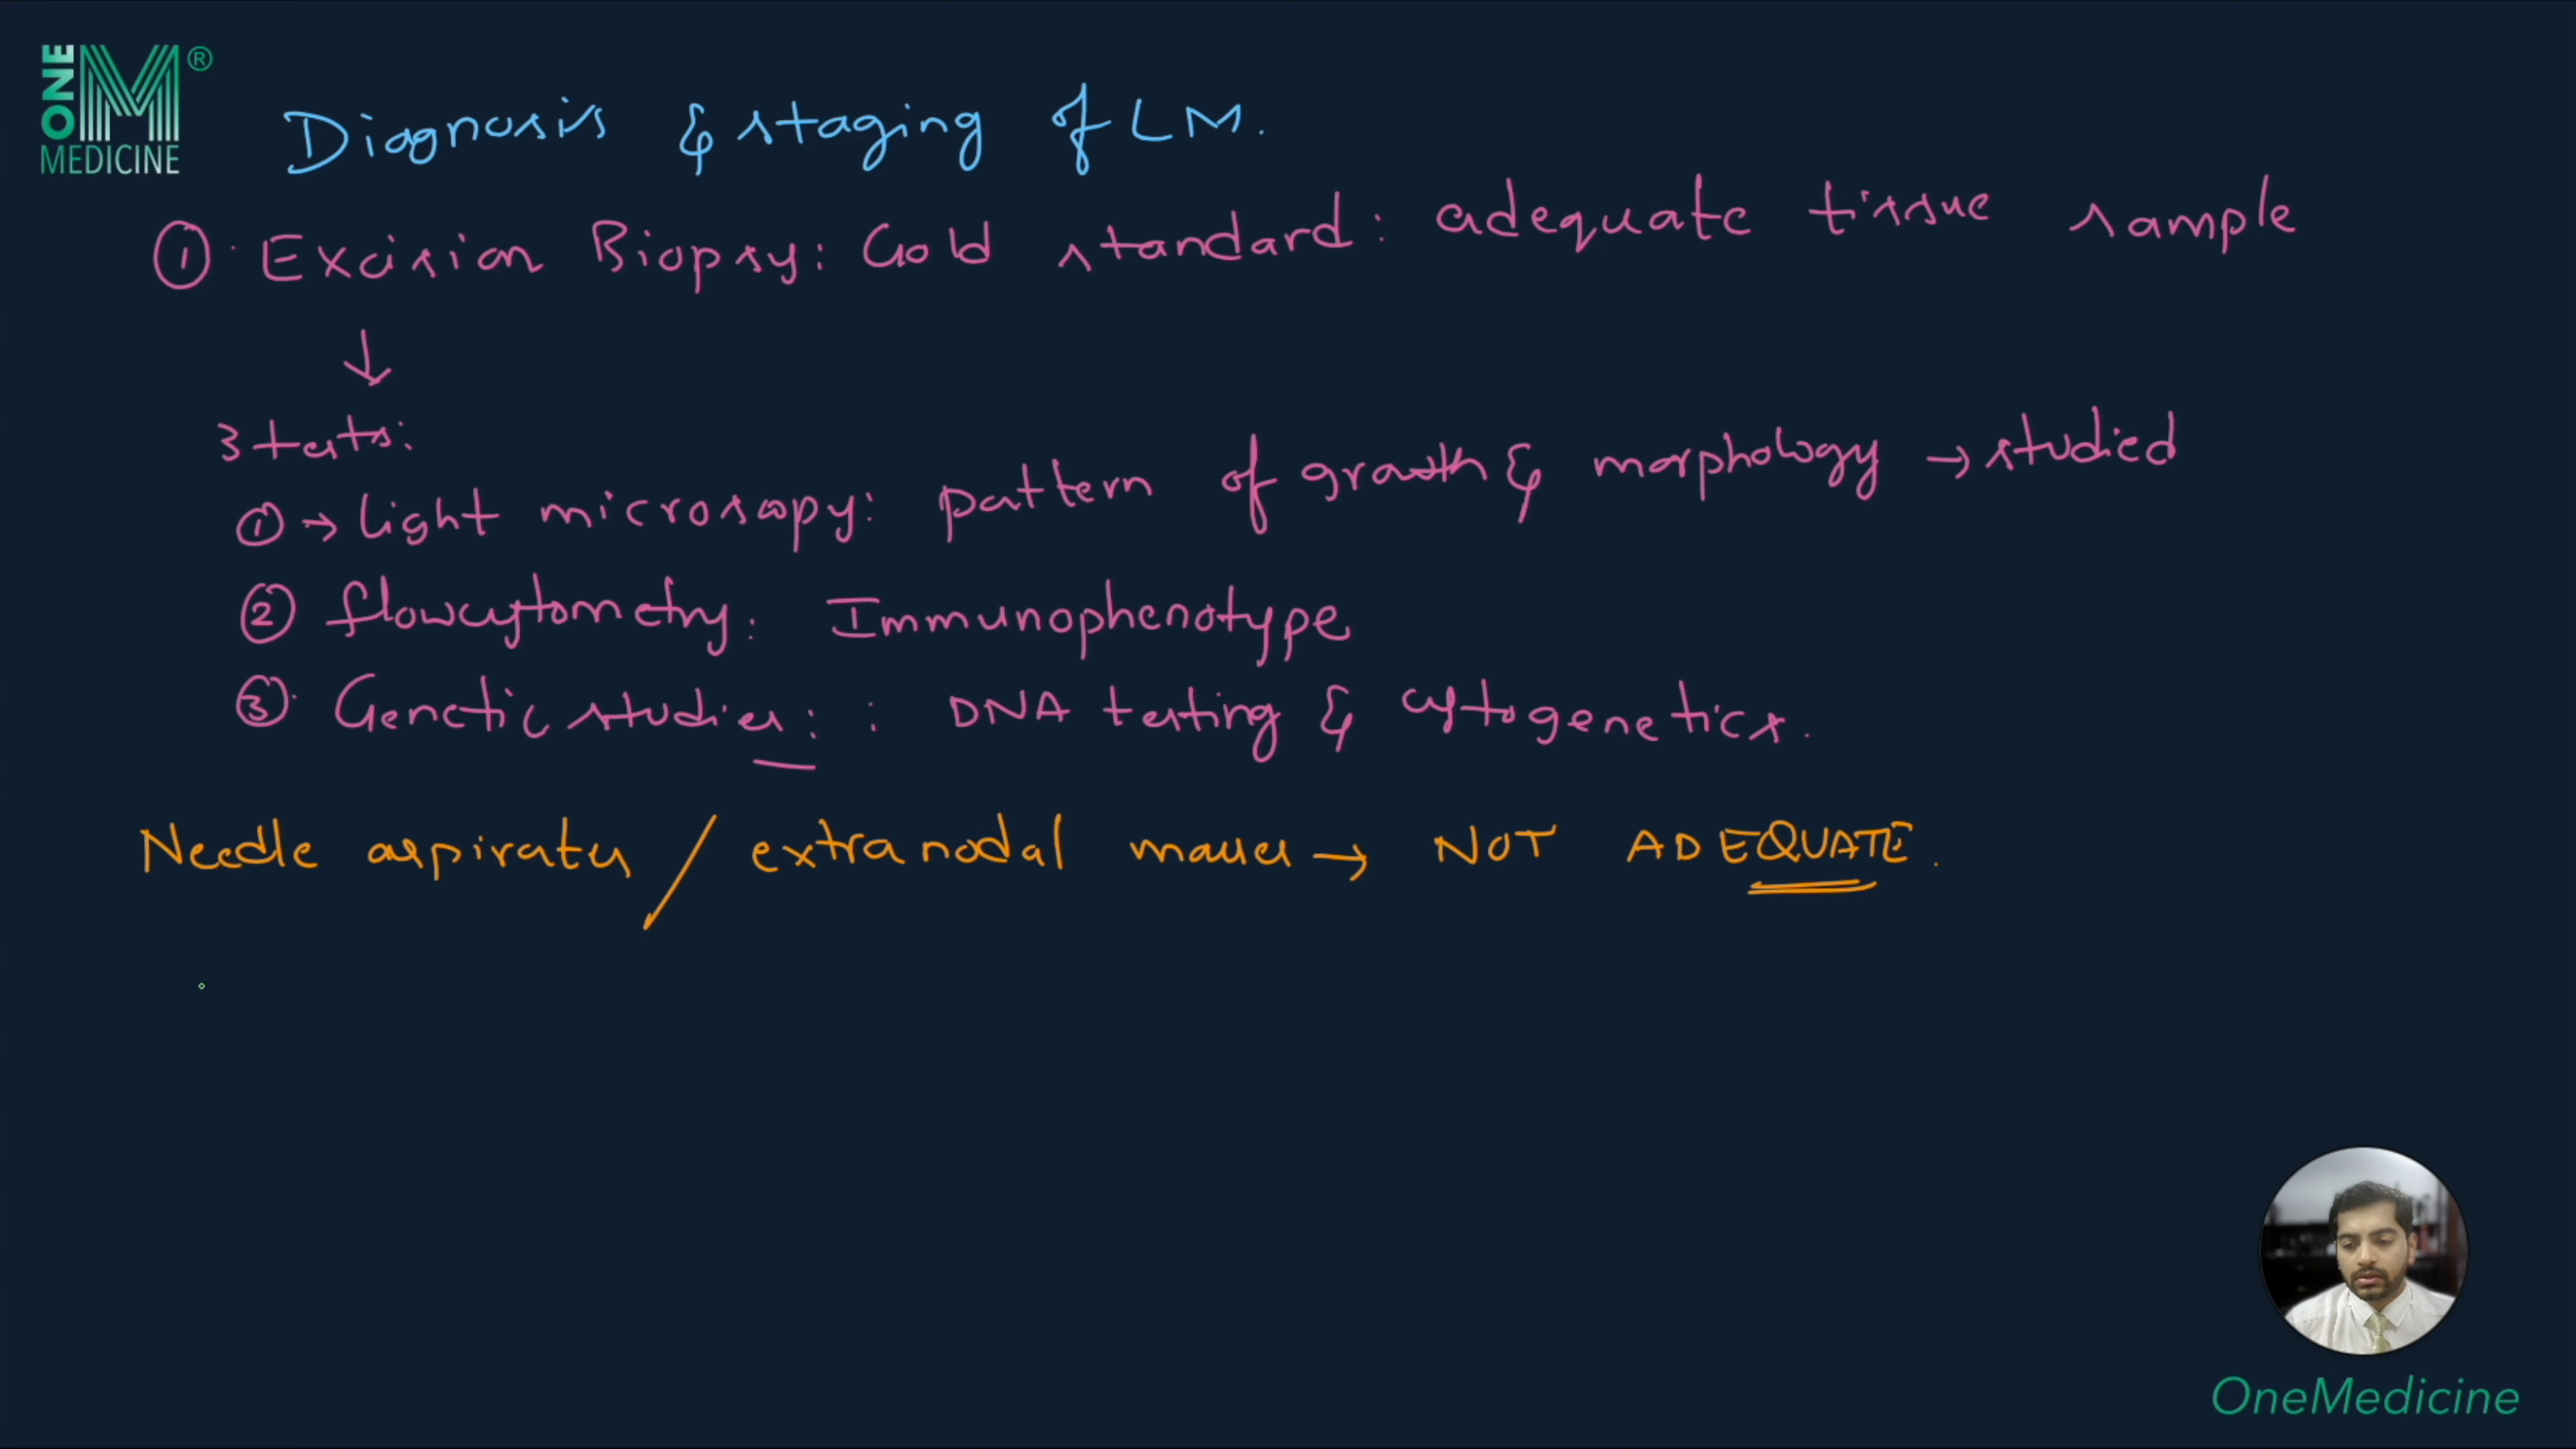 ONE M ®
MEDICINE
Diagnosis & staging of LM.
① Excision Biopsy: Gold standard: adequate tissue sample
↓
3 tests:
① → Light microscopy: pattern of growth & morphology → studied
② flowcytometry: Immunophenotype
③ Genetic studies: : DNA testing & cytogenetics.
Needle aspirates / extranodal masses → NOT ADEQUATE.
OneMedicine